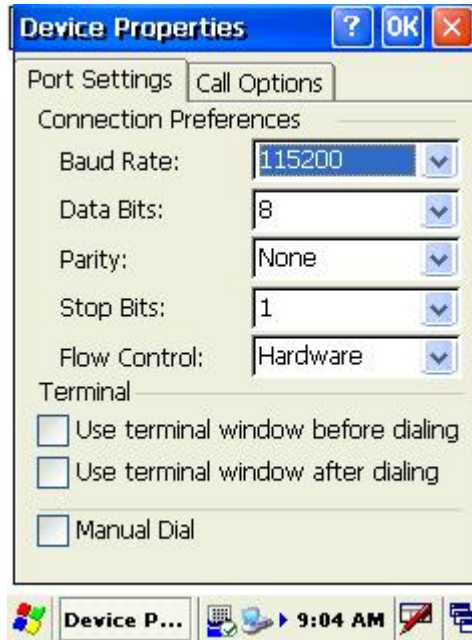 Device Properties ? OK
Port Settings Call Options
Connection Preferences
Baud Rate: 115200
Data Bits: 8
Parity: None
Stop Bits: 1
Flow Control: Hardware
Terminal
Use terminal window before dialing
Use terminal window after dialing
Manual Dial
Device P... 9:04 AM